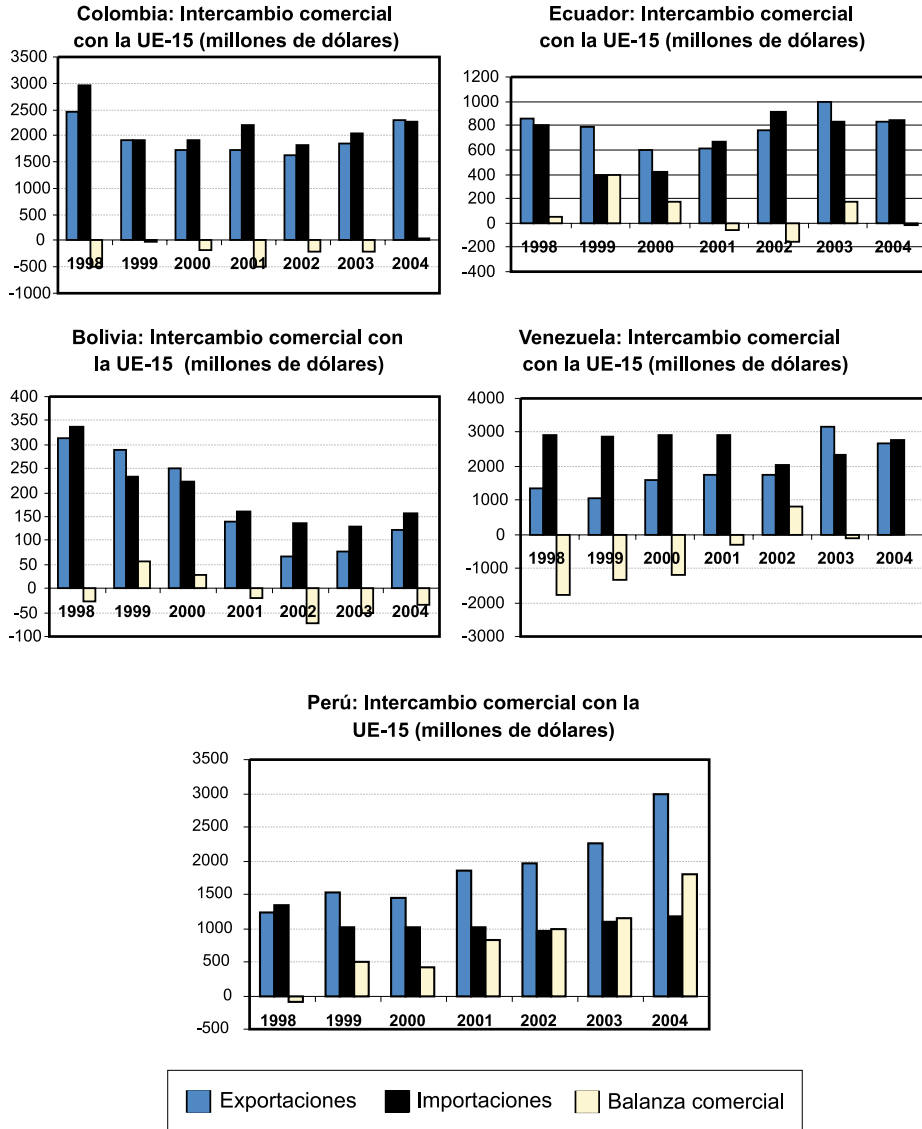 Colombia: Intercambio comercial
con la UE-15 (millones de dólares)
3500
3000
2500
2000
1500
1000
500
0
-500
-1000
1998 1999 2000 2001 2002 2003 2004
Ecuador: Intercambio comercial
con la UE-15 (millones de dólares)
1200
1000
800
600
400
200
0
-200
-400
1998 1999 2000 2001 2002 2003 2004
Bolivia: Intercambio comercial con
la UE-15 (millones de dólares)
400
350
300
250
200
150
100
50
0
-50
-100
1998 1999 2000 2001 2002 2003 2004
Venezuela: Intercambio comercial
con la UE-15 (millones de dólares)
4000
3000
2000
1000
0
-1000
-2000
-3000
1998 1999 2000 2001 2002 2003 2004
Perú: Intercambio comercial con la
UE-15 (millones de dólares)
3500
3000
2500
2000
1500
1000
500
0
-500
1998 1999 2000 2001 2002 2003 2004
Exportaciones Importaciones Balanza comercial